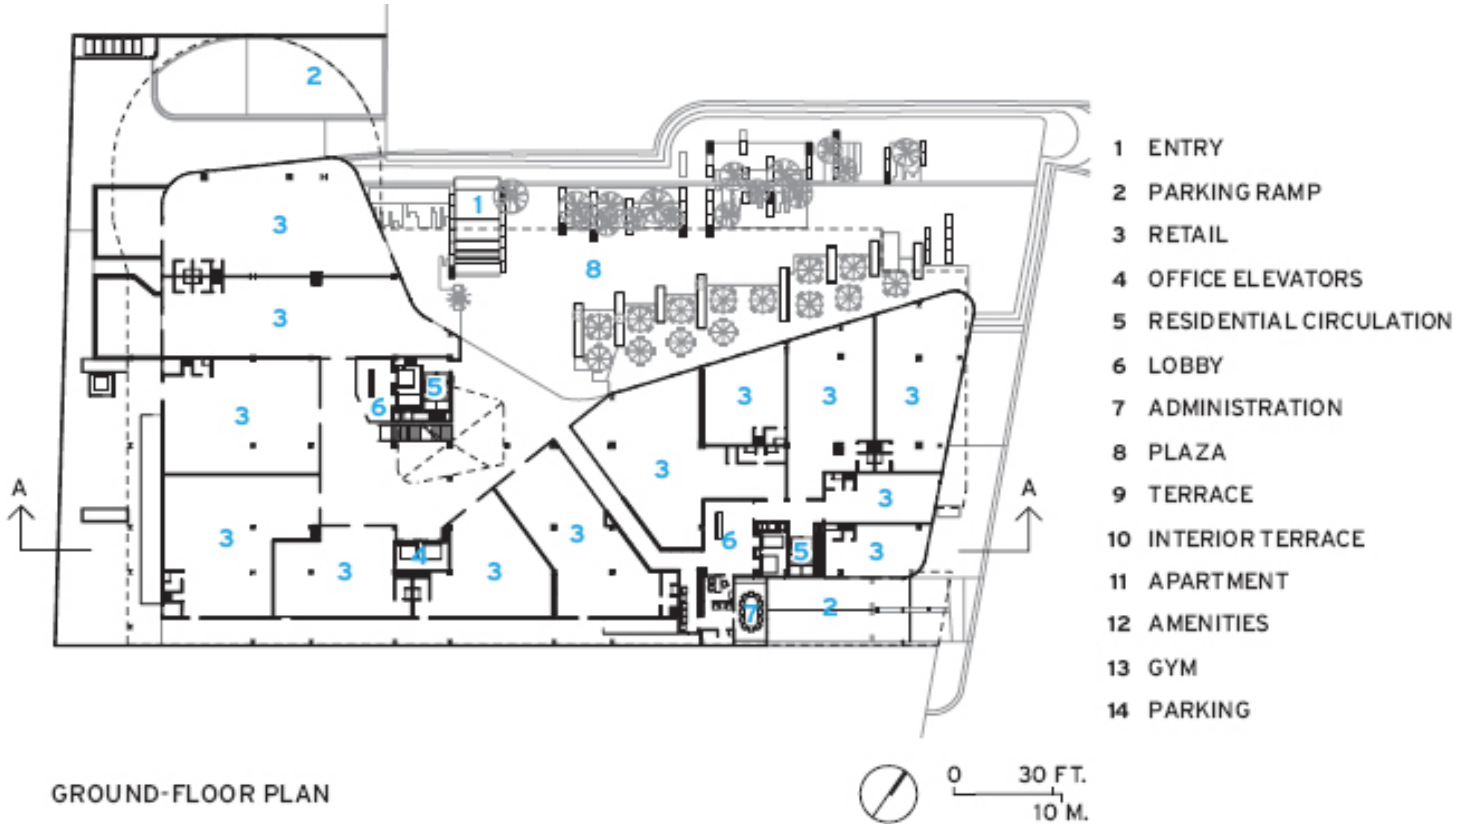 2
1
3
8
3
5
6
3
3
3
3
3
A
3
3
A
3
3
4
6
5
3
3
3
7
2
1 ENTRY
2 PARKING RAMP
3 RETAIL
4 OFFICE ELEVATORS
5 RESIDENTIAL CIRCULATION
6 LOBBY
7 ADMINISTRATION
8 PLAZA
9 TERRACE
10 INTERIOR TERRACE
11 APARTMENT
12 AMENITIES
13 GYM
14 PARKING
GROUND-FLOOR PLAN
0 30 FT.
10 M.